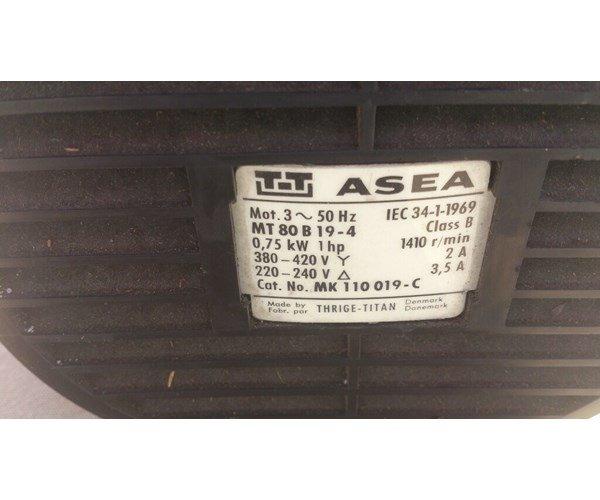 T-T ASEA
Mot. 3 ~ 50 Hz IEC 34-1-1969
MT 80 B 19-4 Class B
0,75 kW 1 hp 1410 r/min
380-420 V Y 2 A
220-240 V △ 3,5 A
Cat. No. MK 110 019-C
Made by THRIGE-TITAN Denmark
Fabr. par Danemark